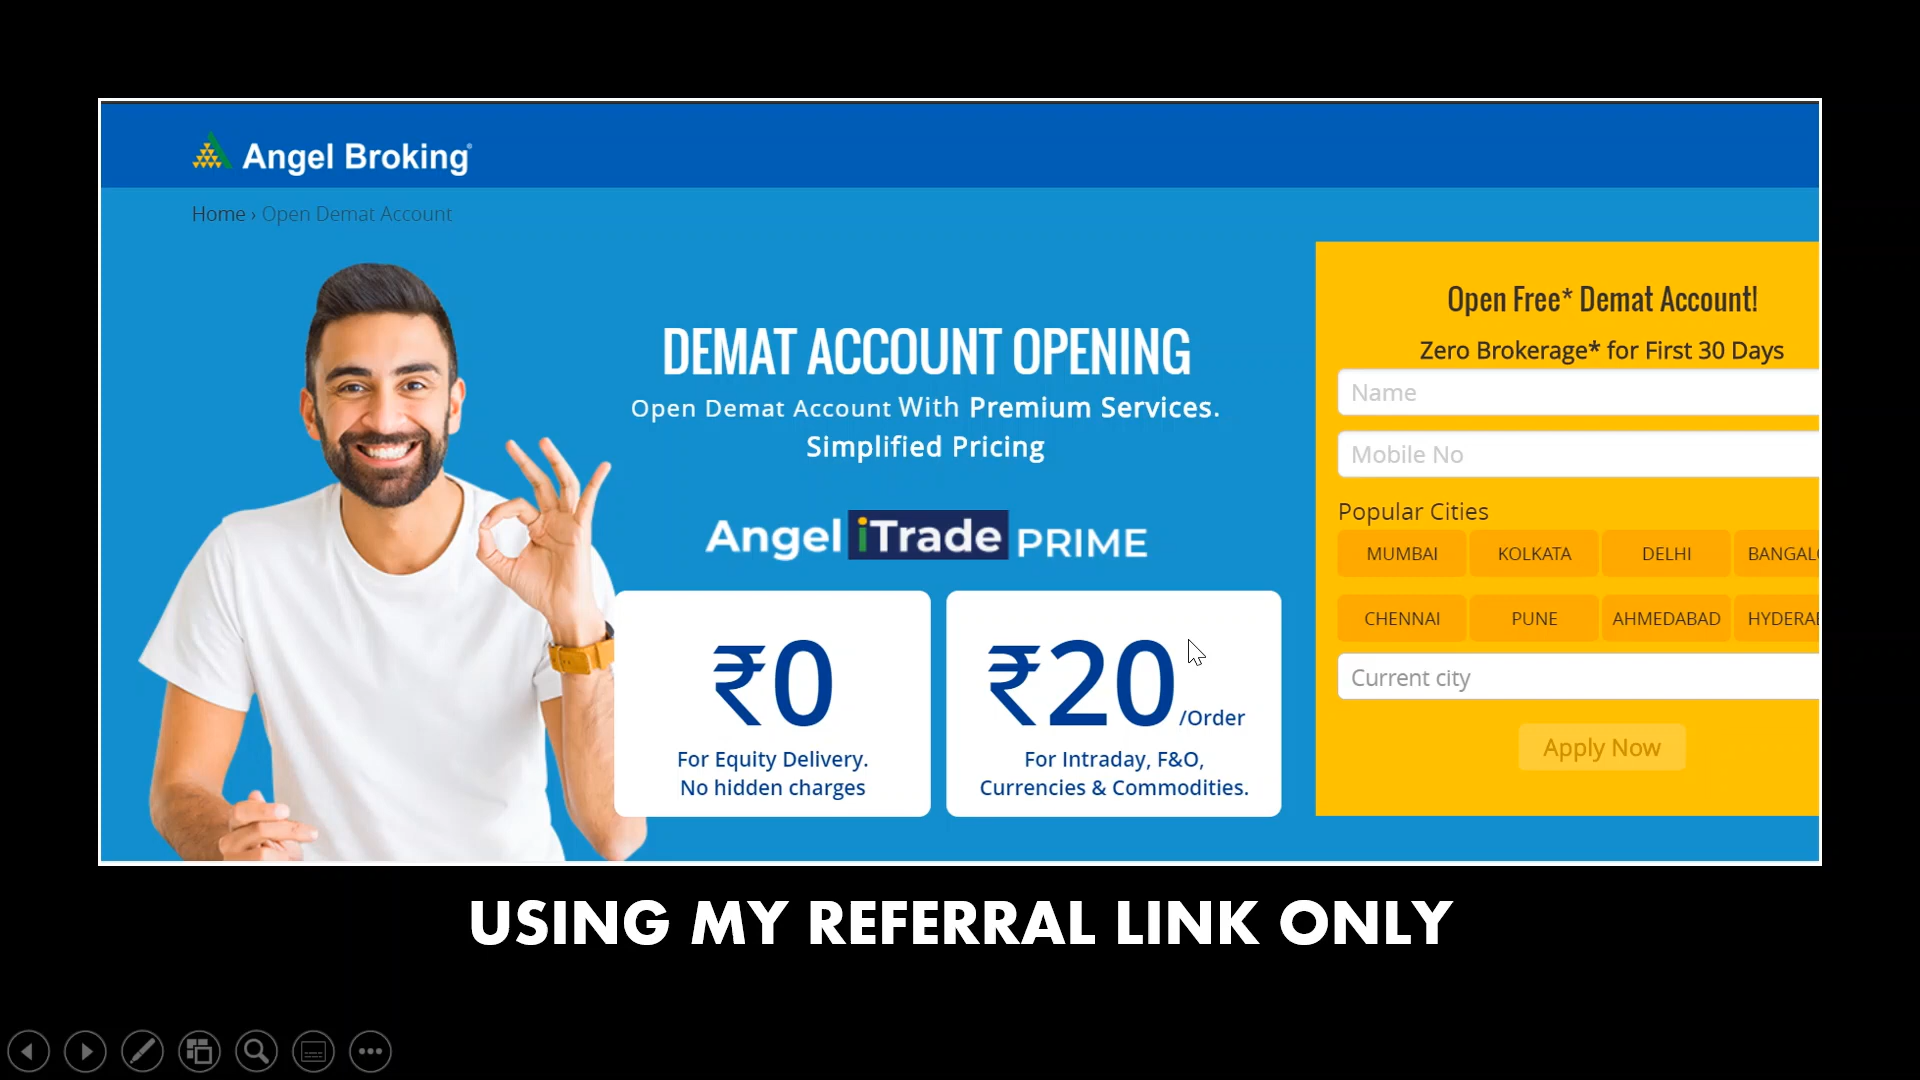 Angel Broking
Home › Open Demat Account
DEMAT ACCOUNT OPENING
Open Demat Account With Premium Services.
Simplified Pricing
Angel iTrade PRIME
₹0
For Equity Delivery.
No hidden charges
₹20/Order
For Intraday, F&O,
Currencies & Commodities.
Open Free* Demat Account!
Zero Brokerage* for First 30 Days
Name
Mobile No
Popular Cities
MUMBAI KOLKATA DELHI
CHENNAI PUNE AHMEDABAD
Current city
Apply Now
USING MY REFERRAL LINK ONLY